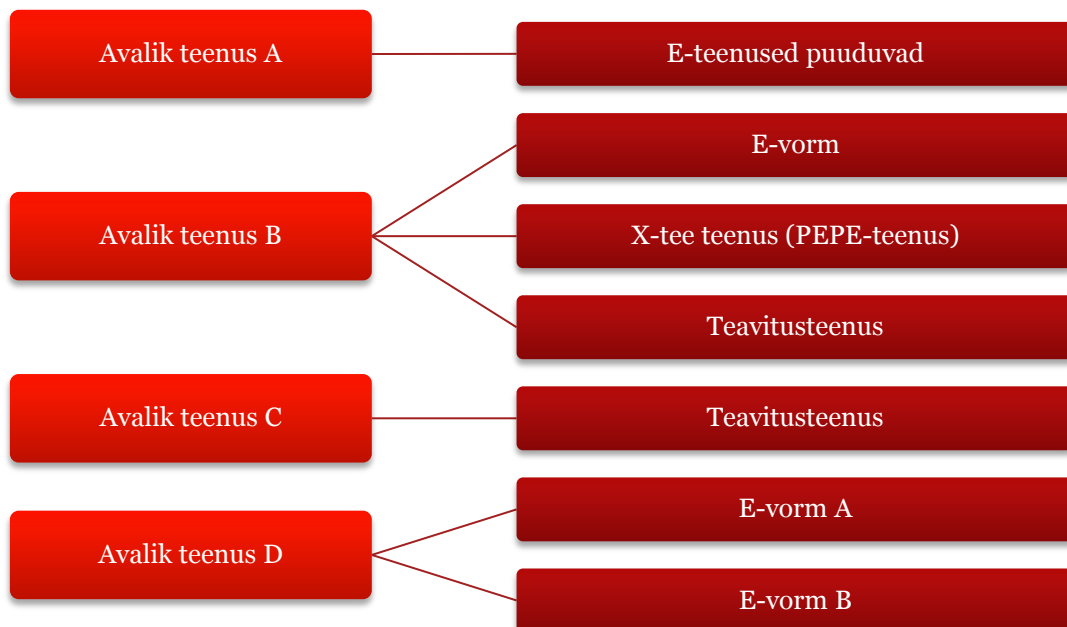 Avalik teenus A
E-teenused puuduvad
Avalik teenus B
E-vorm
X-tee teenus (PEPE-teenus)
Teavitusteenus
Avalik teenus C
Teavitusteenus
Avalik teenus D
E-vorm A
E-vorm B